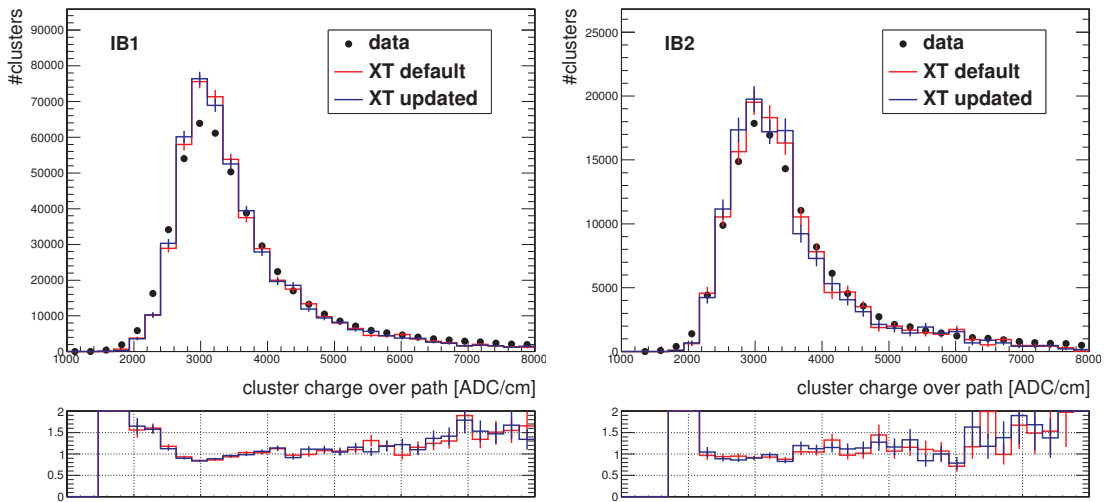 #clusters
90000
80000
70000
60000
50000
40000
30000
20000
10000
0
IB1
data
XT default
XT updated
1000 2000 3000 4000 5000 6000 7000 8000
cluster charge over path [ADC/cm]
2
1.5
1
0.5
0
#clusters
25000
20000
15000
10000
5000
0
IB2
data
XT default
XT updated
1000 2000 3000 4000 5000 6000 7000 8000
cluster charge over path [ADC/cm]
2
1.5
1
0.5
0